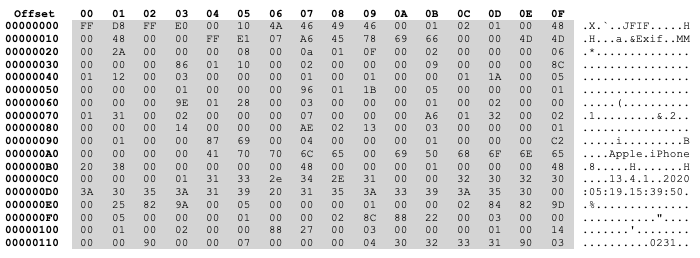 Offset 00 01 02 03 04 05 06 07 08 09 0A 0B 0C 0D 0E 0F
00000000 FF D8 FF E0 00 10 4A 46 49 46 00 01 02 01 00 48 .X.`..JFIF.....H
00000010 00 48 00 00 FF E1 07 A6 45 78 69 66 00 00 4D 4D .H..a.&Exif..MM
00000020 00 2A 00 00 00 08 00 0a 01 0F 00 02 00 00 00 06 .*..............
00000030 00 00 00 86 01 10 00 02 00 00 00 09 00 00 00 8C ................
00000040 01 12 00 03 00 00 00 01 00 01 00 00 01 1A 00 05 ................
00000050 00 00 00 01 00 00 00 96 01 1B 00 05 00 00 00 01 ................
00000060 00 00 00 9E 01 28 00 03 00 00 00 01 00 02 00 00 .....(..........
00000070 01 31 00 02 00 00 00 07 00 00 00 A6 01 32 00 02 .1.........&.2..
00000080 00 00 00 14 00 00 00 AE 02 13 00 03 00 00 00 01 ................
00000090 00 01 00 00 87 69 00 04 00 00 00 01 00 00 00 C2 .....i.........B
000000A0 00 00 00 00 41 70 70 6C 65 00 69 50 68 6F 6E 65 ....Apple.iPhone
000000B0 20 38 00 00 00 00 00 48 00 00 00 01 00 00 00 48 .8.....H.......H
000000C0 00 00 00 01 31 33 2e 34 2E 31 00 00 32 30 32 30 ....13.4.1..2020
000000D0 3A 30 35 3A 31 39 20 31 35 3A 33 39 3A 35 30 00 :05:19.15:39:50.
000000E0 00 25 82 9A 00 05 00 00 00 01 00 00 02 84 82 9D .%..............
000000F0 00 05 00 00 00 01 00 00 02 8C 88 22 00 03 00 00 ..........."....
00000100 00 01 00 02 00 00 88 27 00 03 00 00 00 01 00 14 .......'........
00000110 00 00 90 00 00 07 00 00 00 04 30 32 33 31 90 03 ..........0231..